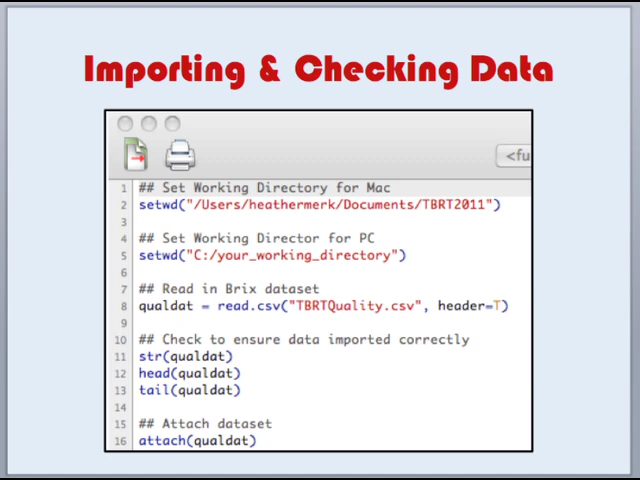 Importing & Checking Data
<fu
1 ## Set Working Directory for Mac
2 setwd("/Users/heathermerk/Documents/TBRT2011")
3
4 ## Set Working Director for PC
5 setwd("C:/your_working_directory")
6
7 ## Read in Brix dataset
8 qualdat = read.csv("TBRTQuality.csv", header=T)
9
10 ## Check to ensure data imported correctly
11 str(qualdat)
12 head(qualdat)
13 tail(qualdat)
14
15 ## Attach dataset
16 attach(qualdat)